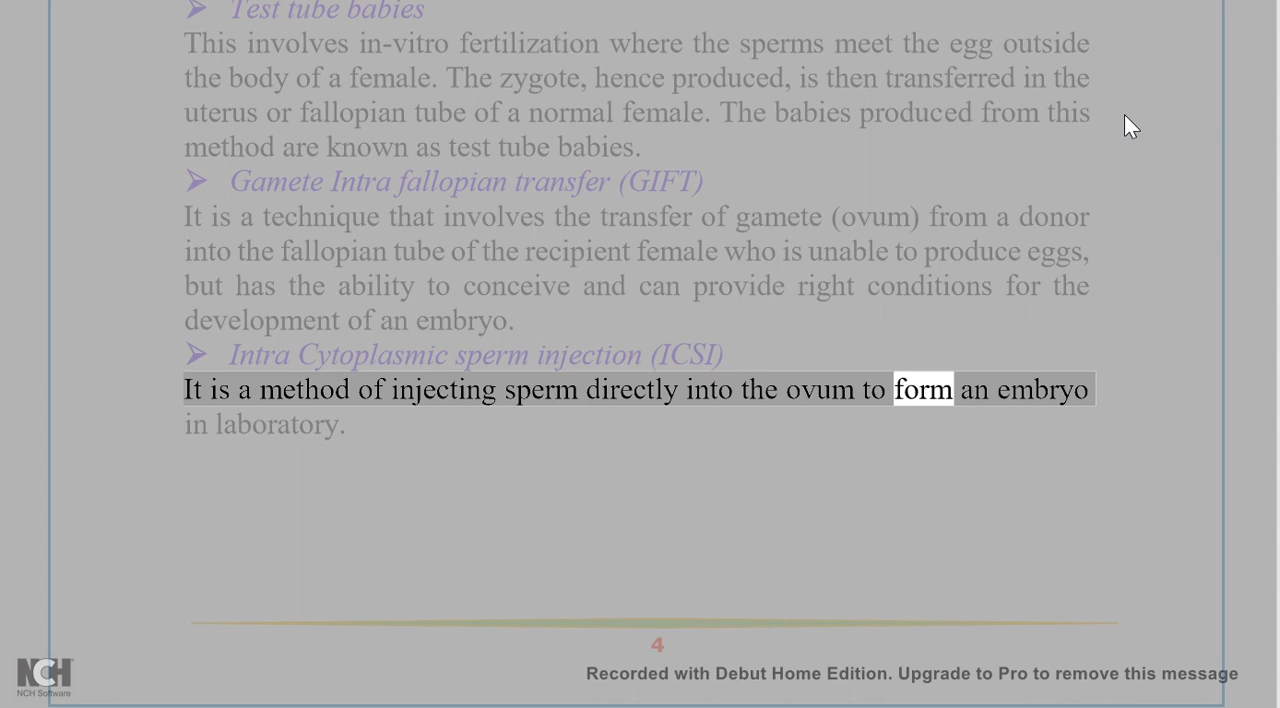 ➢ Test tube babies
This involves in-vitro fertilization where the sperms meet the egg outside
the body of a female. The zygote, hence produced, is then transferred in the
uterus or fallopian tube of a normal female. The babies produced from this
method are known as test tube babies.
➢ Gamete Intra fallopian transfer (GIFT)
It is a technique that involves the transfer of gamete (ovum) from a donor
into the fallopian tube of the recipient female who is unable to produce eggs,
but has the ability to conceive and can provide right conditions for the
development of an embryo.
➢ Intra Cytoplasmic sperm injection (ICSI)
It is a method of injecting sperm directly into the ovum to form an embryo
in laboratory.
4
NCH
NCH Software
Recorded with Debut Home Edition. Upgrade to Pro to remove this message